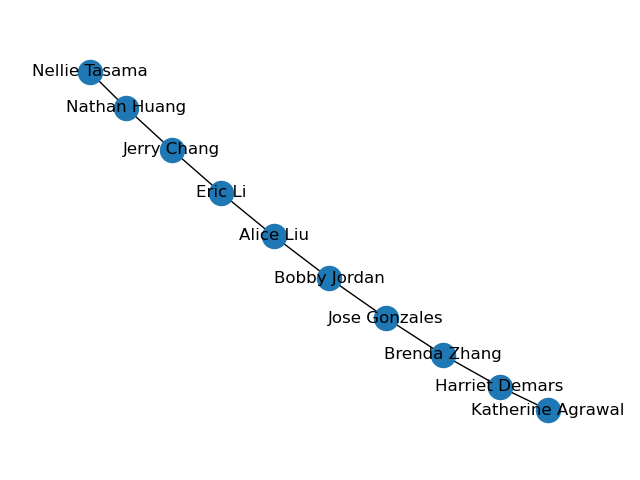 Nellie Tasama
Nathan Huang
Jerry Chang
Eric Li
Alice Liu
Bobby Jordan
Jose Gonzales
Brenda Zhang
Harriet Demars
Katherine Agrawal